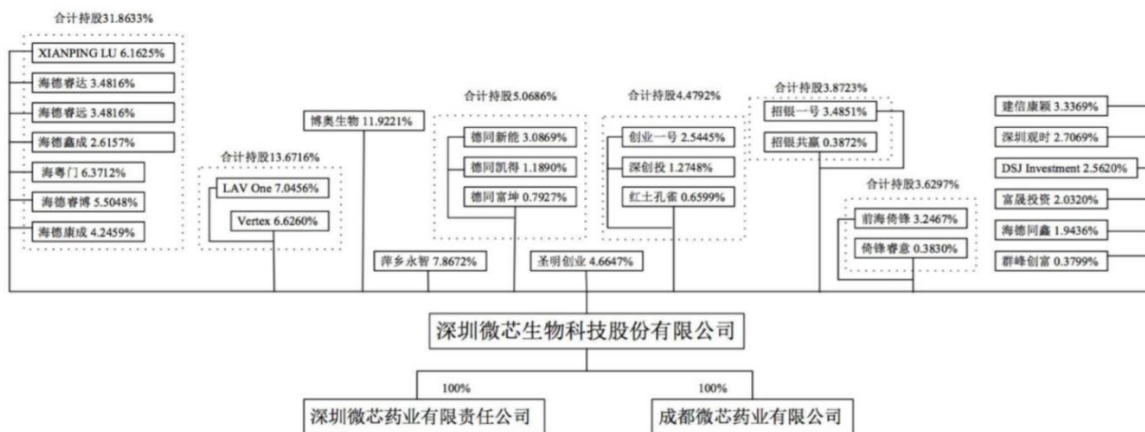 合计持股31.8633%
XIANPING LU 6.1625%
海德睿达 3.4816%
海德睿远 3.4816%
海德鑫成 2.6157%
海粤门 6.3712%
海德睿博 5.5048%
海德康成 4.2459%
合计持股13.6716%
LAV One 7.0456%
Vertex 6.6260%
博奥生物 11.9221%
萍乡永智 7.8672%
合计持股5.0686%
德同新能 3.0869%
德同凯得 1.1890%
德同富坤 0.7927%
圣明创业 4.6647%
合计持股4.4792%
创业一号 2.5445%
深创投 1.2748%
红土孔雀 0.6599%
合计持股3.8723%
招银一号 3.4851%
招银共赢 0.3872%
合计持股3.6297%
前海倚锋 3.2467%
倚锋睿意 0.3830%
建信康颖 3.3369%
深圳观时 2.7069%
DSJ Investment 2.5620%
富晟投资 2.0320%
海德同鑫 1.9436%
群峰创富 0.3799%
深圳微芯生物科技股份有限公司
100%
100%
深圳微芯药业有限责任公司
成都微芯药业有限公司